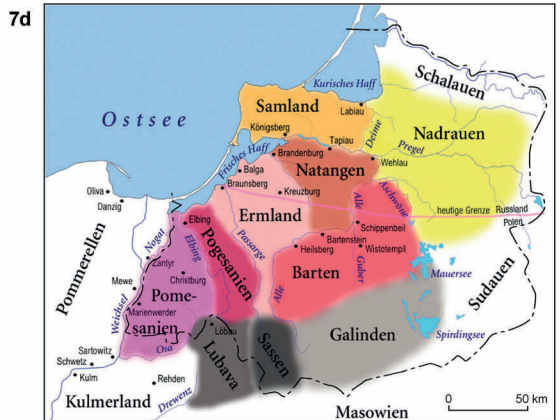 7d
Kurisches Haff
Schalauen
Ostsee
Samland
Labiau
Königsberg
Deime
Nadrauen
Frisches Haff
Brandenburg
Tapiau
Pregel
Balga
Natangen
Wehlau
Oliva
Danzig
Braunsberg
Kreuzburg
Alle
Aschwöne
Elbing
Ermland
heutige Grenze
Russland
Polen
Pommerellen
Nogat
Elbing
Pogesanien
Passarge
Schippenbeil
Bartenstein
Heilsberg
Wistotempil
Zantyr
Christburg
Barten
Guber
Mauersee
Mewe
Weichsel
Pome-
sanien
Marienwerder
Alle
Sudauen
Osa
Löbau
Lubava
Sassen
Galinden
Spirdingsee
Sartowitz
Schwetz
Kulm
Rehden
Kulmerland
Drewenz
Masowien
0
50 km